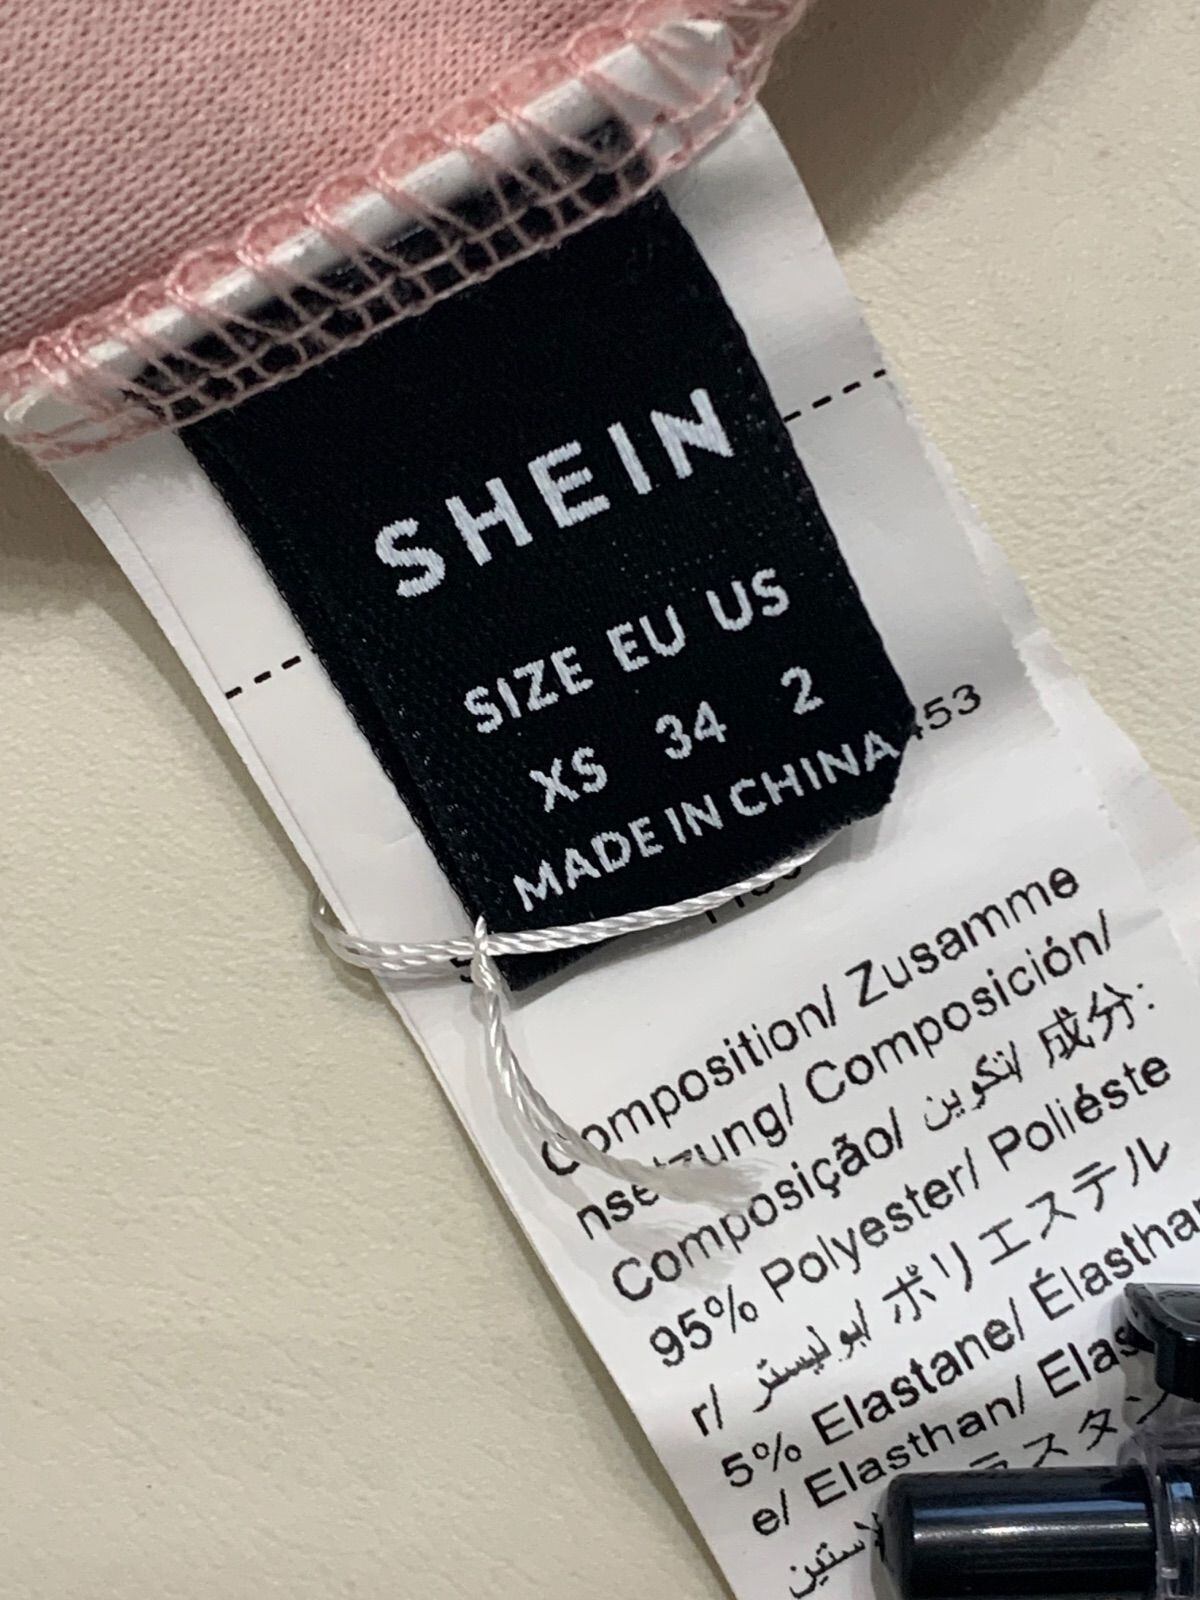 SHEIN
SIZE EU US
XS 34 2
MADE IN CHINA
53
Composition/ Zusamme
nsetzung/ Composición/
Composição/ تكوين/ 成分:
95% Polyester/ Poliéste
r/ بوليستر/ ポリエステル
5% Elastane/ Élasthan
e/ Elasthan/ Elas